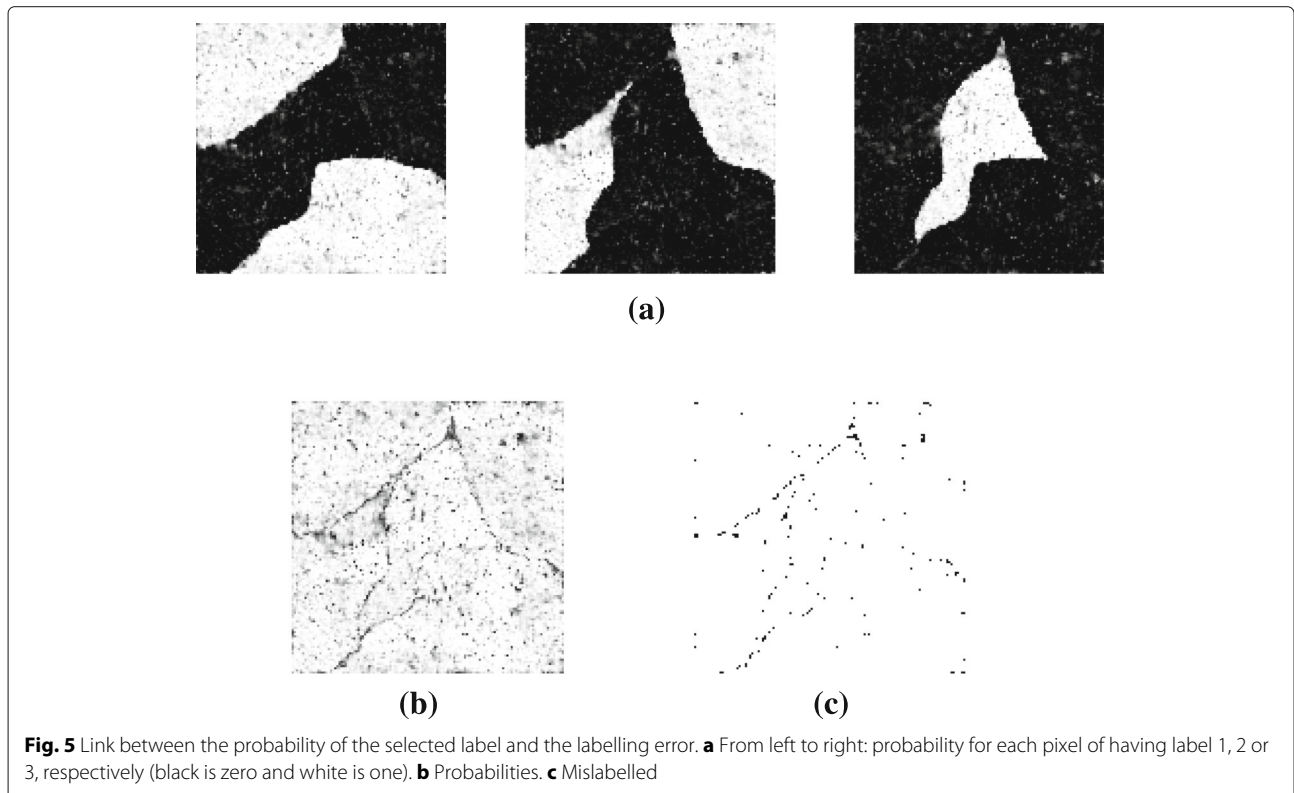 (a)
(b)
(c)
Fig. 5 Link between the probability of the selected label and the labelling error. a From left to right: probability for each pixel of having label 1, 2 or
3, respectively (black is zero and white is one). b Probabilities. c Mislabelled